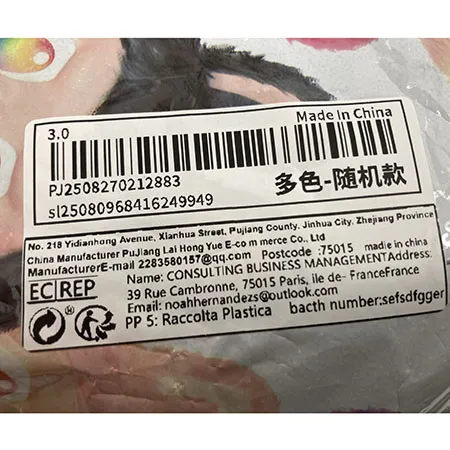 3.0
Made In China
PJ2508270212883
sl25080968416249949
多色-随机款
No. 218 Yidianhong Avenue, Xianhua Street, Pujiang County, Jinhua City, Zhejiang Province
China Manufacturer PuJiang Lai Hong Yue E-co m merce Co., Ltd
ManufacturerE-mail 2283580157@qq.com Postcode :75015 made in china
EC REP
Name: CONSULTING BUSINESS MANAGEMENTAddress:
39 Rue Cambronne, 75015 Paris, île de- FranceFrance
Email: noahhernandezs@outlook.com
PP 5: Raccolta Plastica bacth number:sefsdfgger